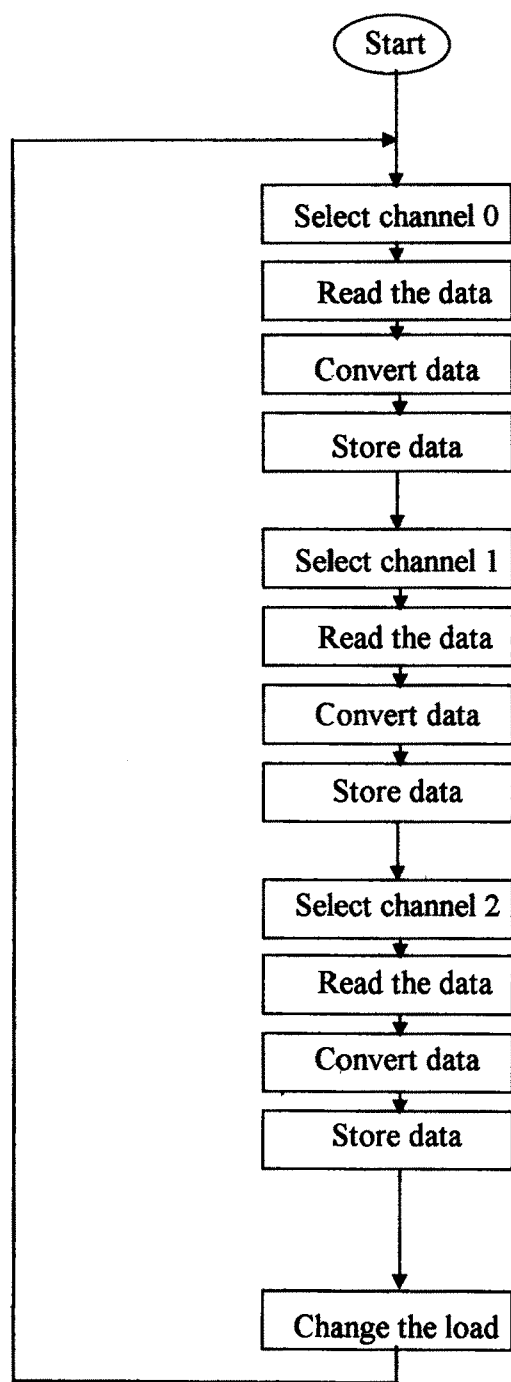 Start
Select channel 0
Read the data
Convert data
Store data
Select channel 1
Read the data
Convert data
Store data
Select channel 2
Read the data
Convert data
Store data
Change the load